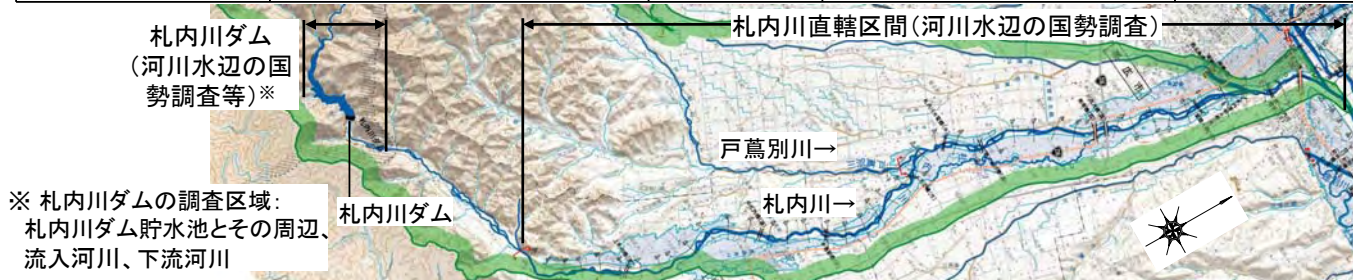 札内川ダム
(河川水辺の国
勢調査等)※
札内川直轄区間(河川水辺の国勢調査)
戸蔦別川→
札内川→
札内川ダム
※ 札内川ダムの調査区域:
札内川ダム貯水池とその周辺、
流入河川、下流河川